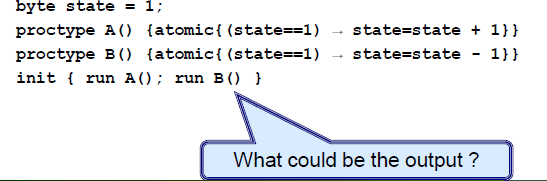 byte state = 1;
proctype A() {atomic{(state==1) → state=state + 1}}
proctype B() {atomic{(state==1) → state=state - 1}}
init { run A(); run B() }
What could be the output ?